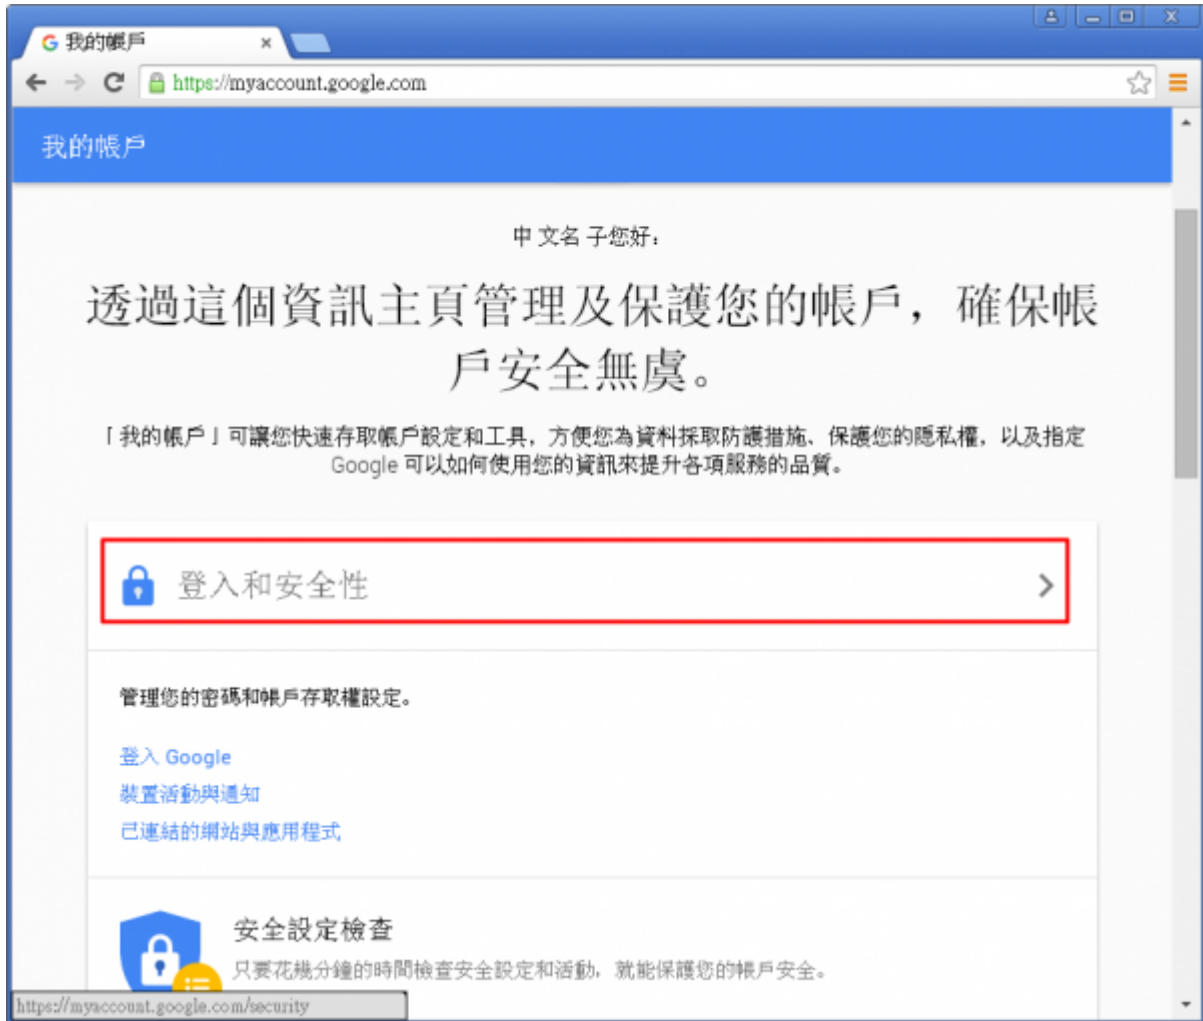 我的帳戶
https://myaccount.google.com
我的帳戶
中 文名 子您好：
透過這個資訊主頁管理及保護您的帳戶，確保帳
戶安全無虞。
「我的帳戶」可讓您快速存取帳戶設定和工具，方便您為資料採取防護措施、保護您的隱私權，以及指定
Google 可以如何使用您的資訊來提升各項服務的品質。
登入和安全性
管理您的密碼和帳戶存取權設定。
登入 Google
裝置活動與通知
已連結的網站與應用程式
安全設定檢查
只要花幾分鐘的時間檢查安全設定和活動，就能保護您的帳戶安全。
https://myaccount.google.com/security